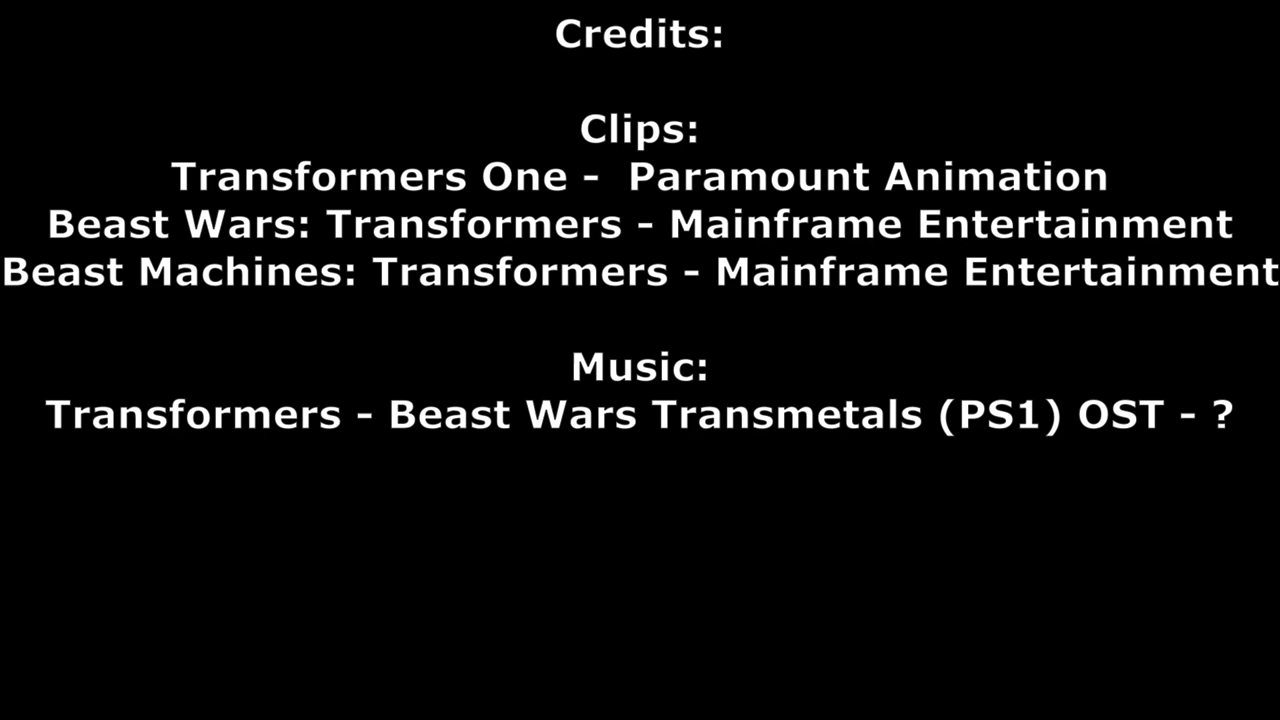 Credits:
Clips:
Transformers One -  Paramount Animation
Beast Wars: Transformers - Mainframe Entertainment
Beast Machines: Transformers - Mainframe Entertainment
Music:
Transformers - Beast Wars Transmetals (PS1) OST - ?